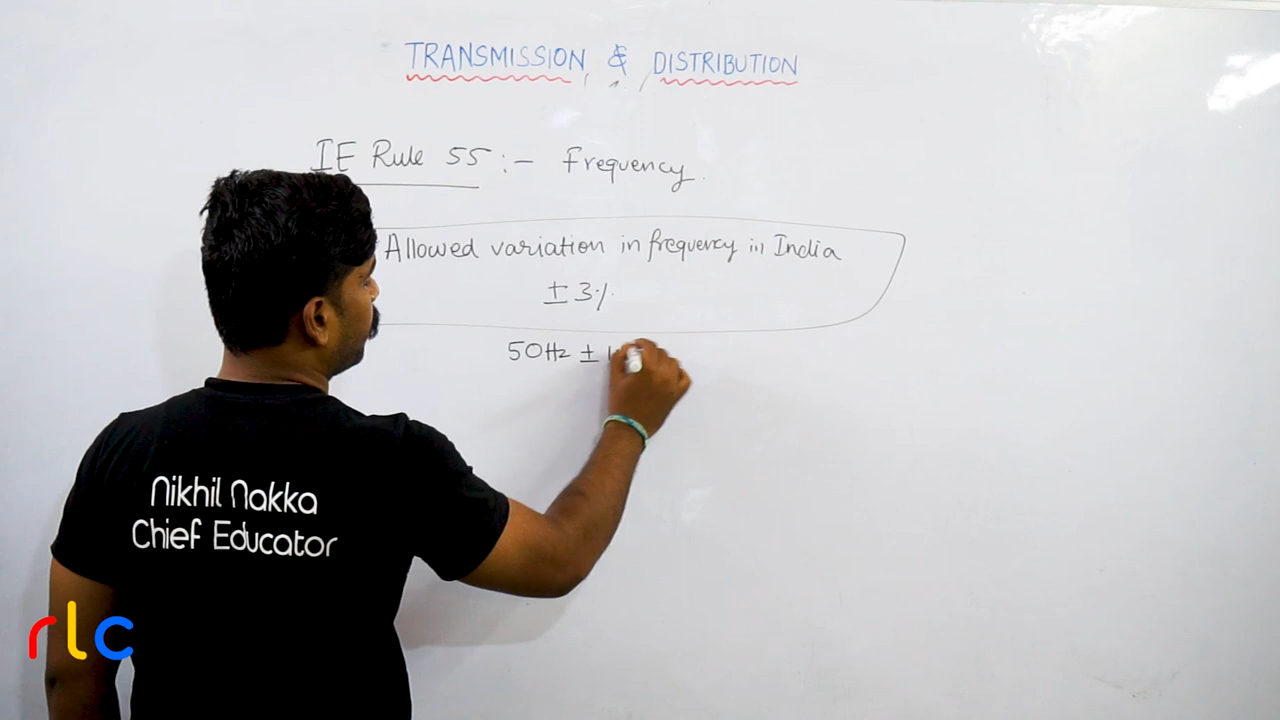 TRANSMISSION & DISTRIBUTION
IE Rule 55 :- Frequency.
Allowed variation in frequency in India
± 3%
50Hz ± 1
Nikhil Nakka
Chief Educator
rlc